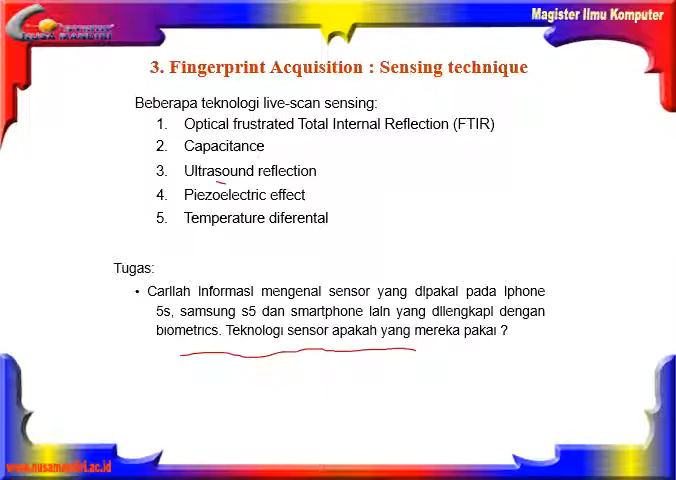 NUSA MANDIRI
Magister Ilmu Komputer
3. Fingerprint Acquisition : Sensing technique
Beberapa teknologi live-scan sensing:
1. Optical frustrated Total Internal Reflection (FTIR)
2. Capacitance
3. Ultrasound reflection
4. Piezoelectric effect
5. Temperature diferental
Tugas:
• Carilah informasi mengenai sensor yang dipakai pada iphone
5s, samsung s5 dan smartphone lain yang dilengkapi dengan
biometrics. Teknologi sensor apakah yang mereka pakai ?
www.nusamandiri.ac.id